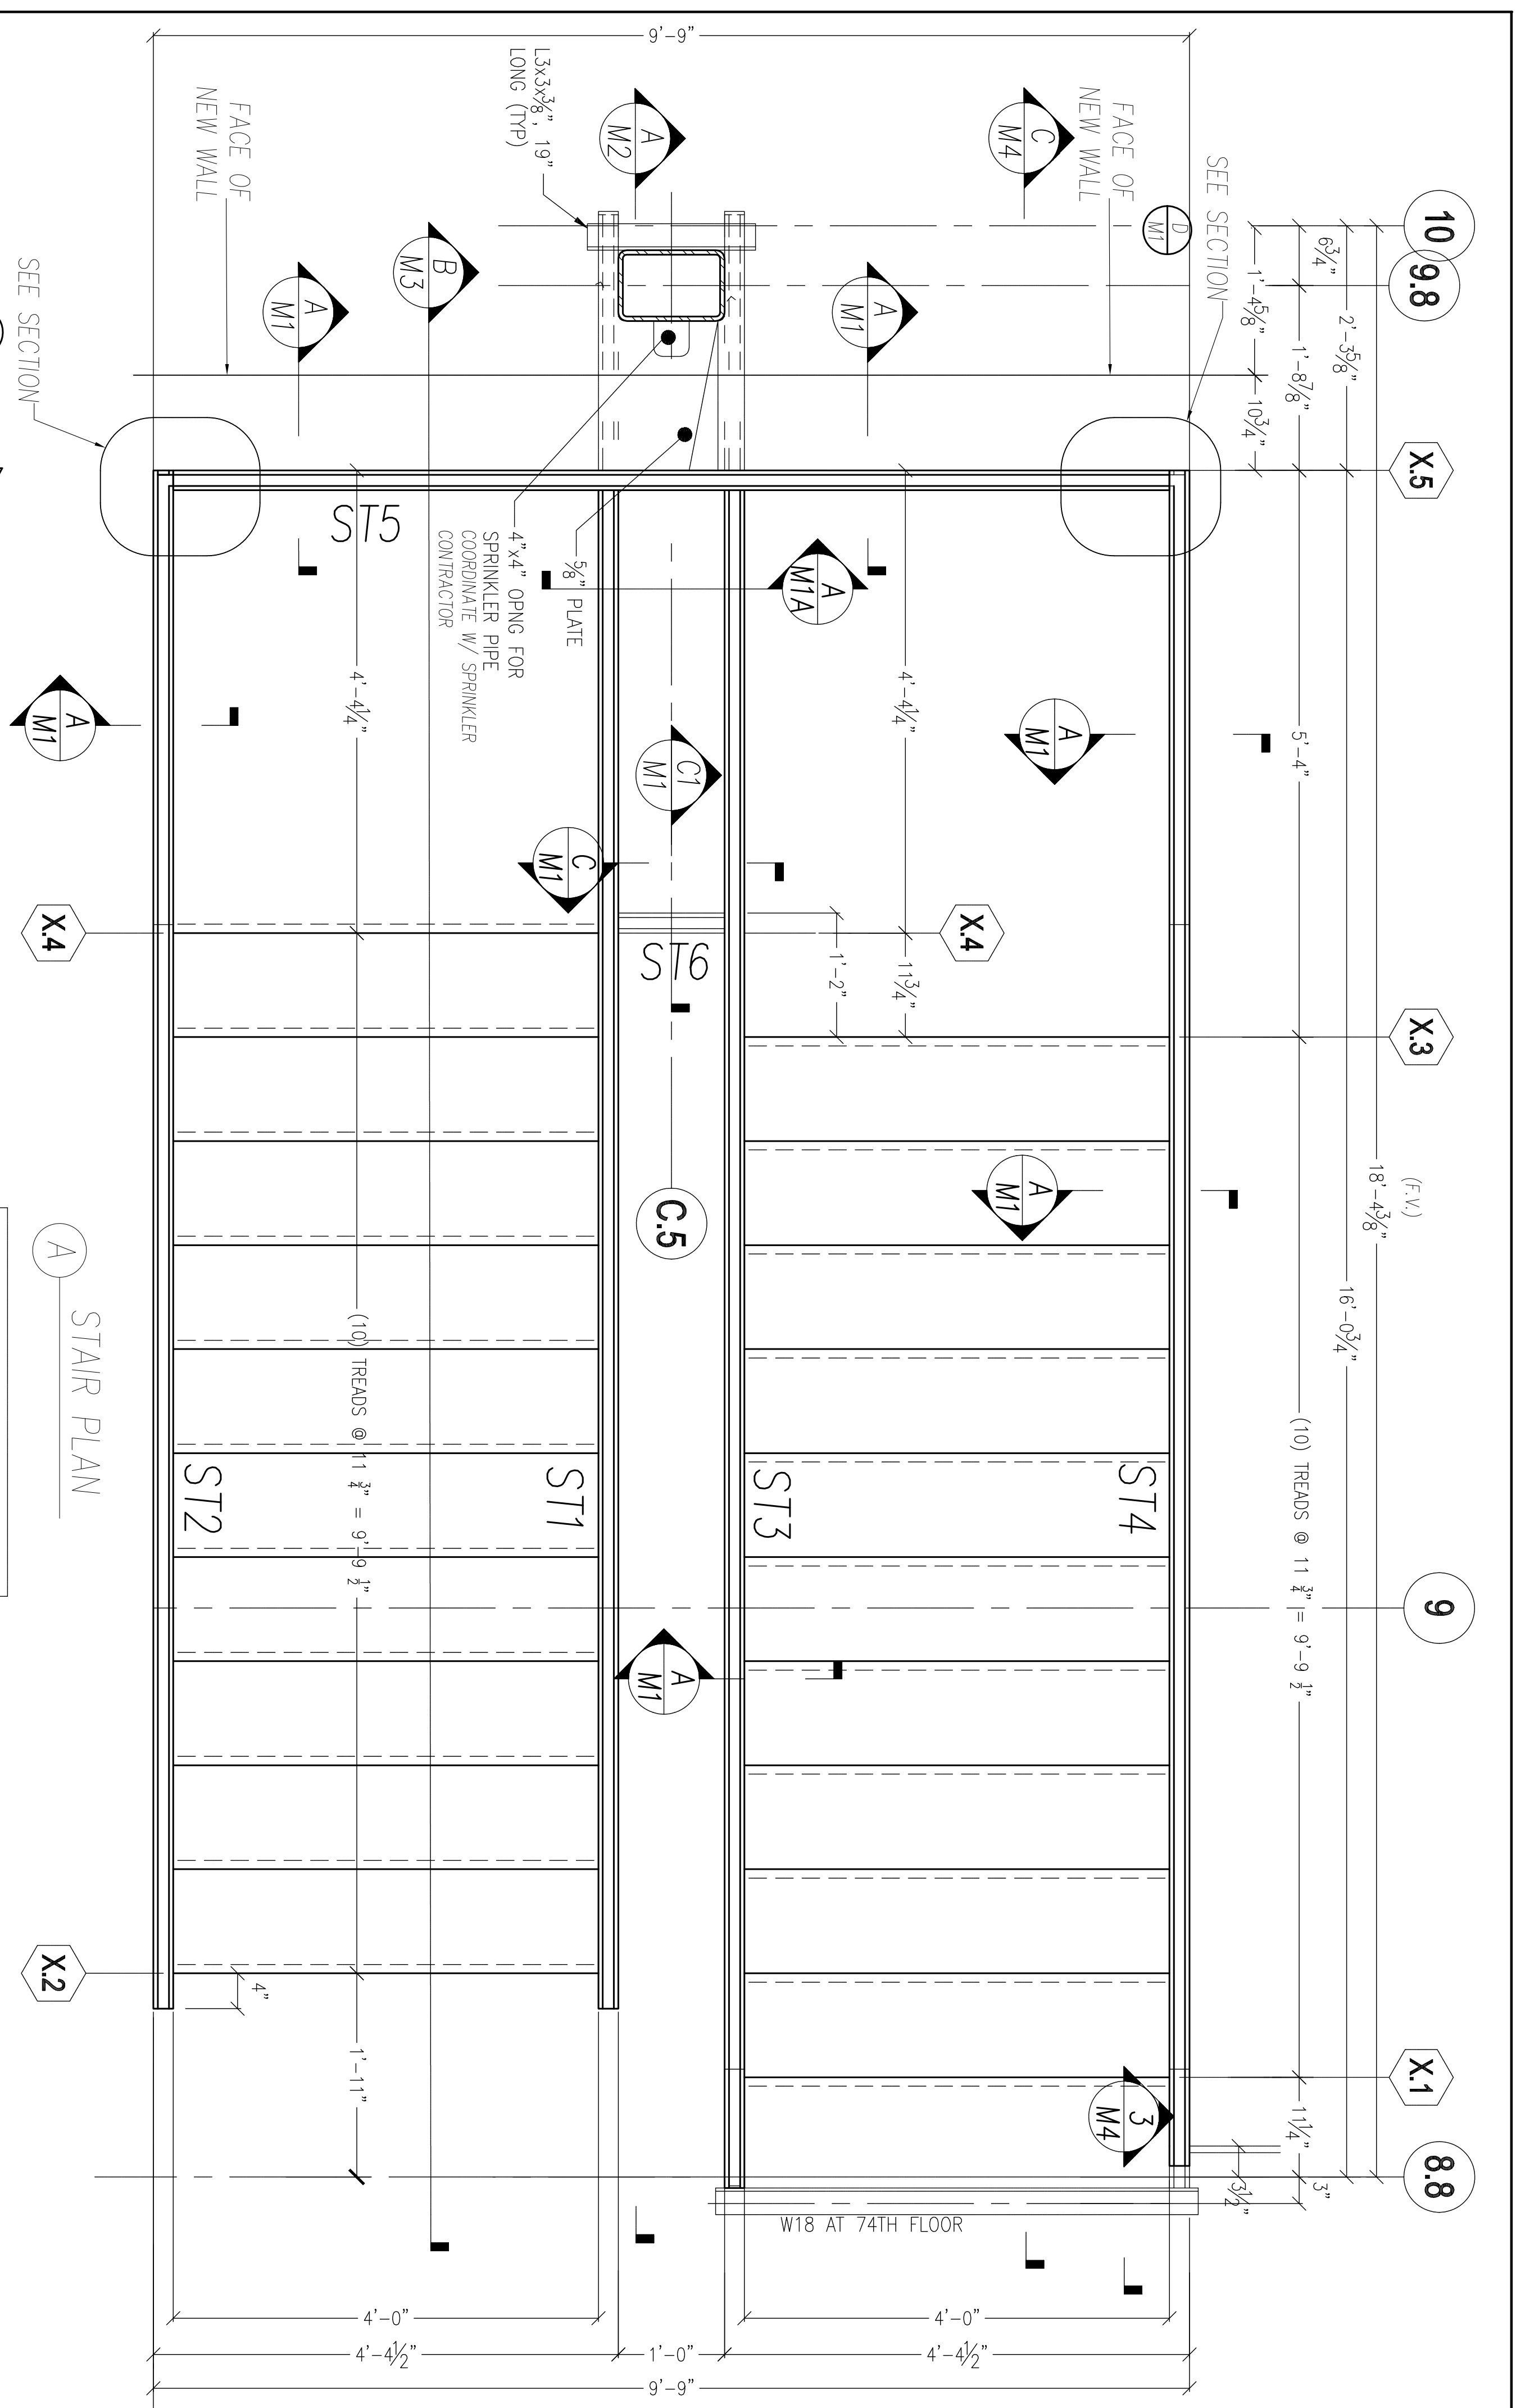 10
9.8
X.5
X.3
9
X.1
8.8
(F.V.)
18'-4 3/8"
2'-3 5/8"
16'-0 3/4"
6 3/4"
1'-8 7/8"
5'-4"
(10) TREADS @ 11 3/4" = 9'-9 1/2"
11 1/4"
3"
1'-4 5/8"
10 3/4"
3 1/2"
SEE SECTION
D
M1
FACE OF
NEW WALL
C
M4
A
M1
A
M1
3
M4
ST4
X.4
4'-4 1/4"
11 3/4"
1'-2"
A
M1
A
M1A
ST3
W18 AT 74TH FLOOR
A
M2
C1
M1
ST6
C.5
A
M1
L3x3x3/8", 19"
LONG (TYP)
5/8" PLATE
4"x4" OPNG FOR
SPRINKLER PIPE
COORDINATE W/ SPRINKLER
CONTRACTOR
C
M1
ST1
B
M3
ST5
4'-4 1/4"
(10) TREADS @ 11 3/4" = 9'-9 1/2"
1'-11"
A
M1
FACE OF
NEW WALL
ST2
4"
SEE SECTION
A
M1
X.4
X.2
9'-9"
4'-0"
4'-0"
4'-4 1/2"
1'-0"
4'-4 1/2"
9'-9"
A
STAIR PLAN